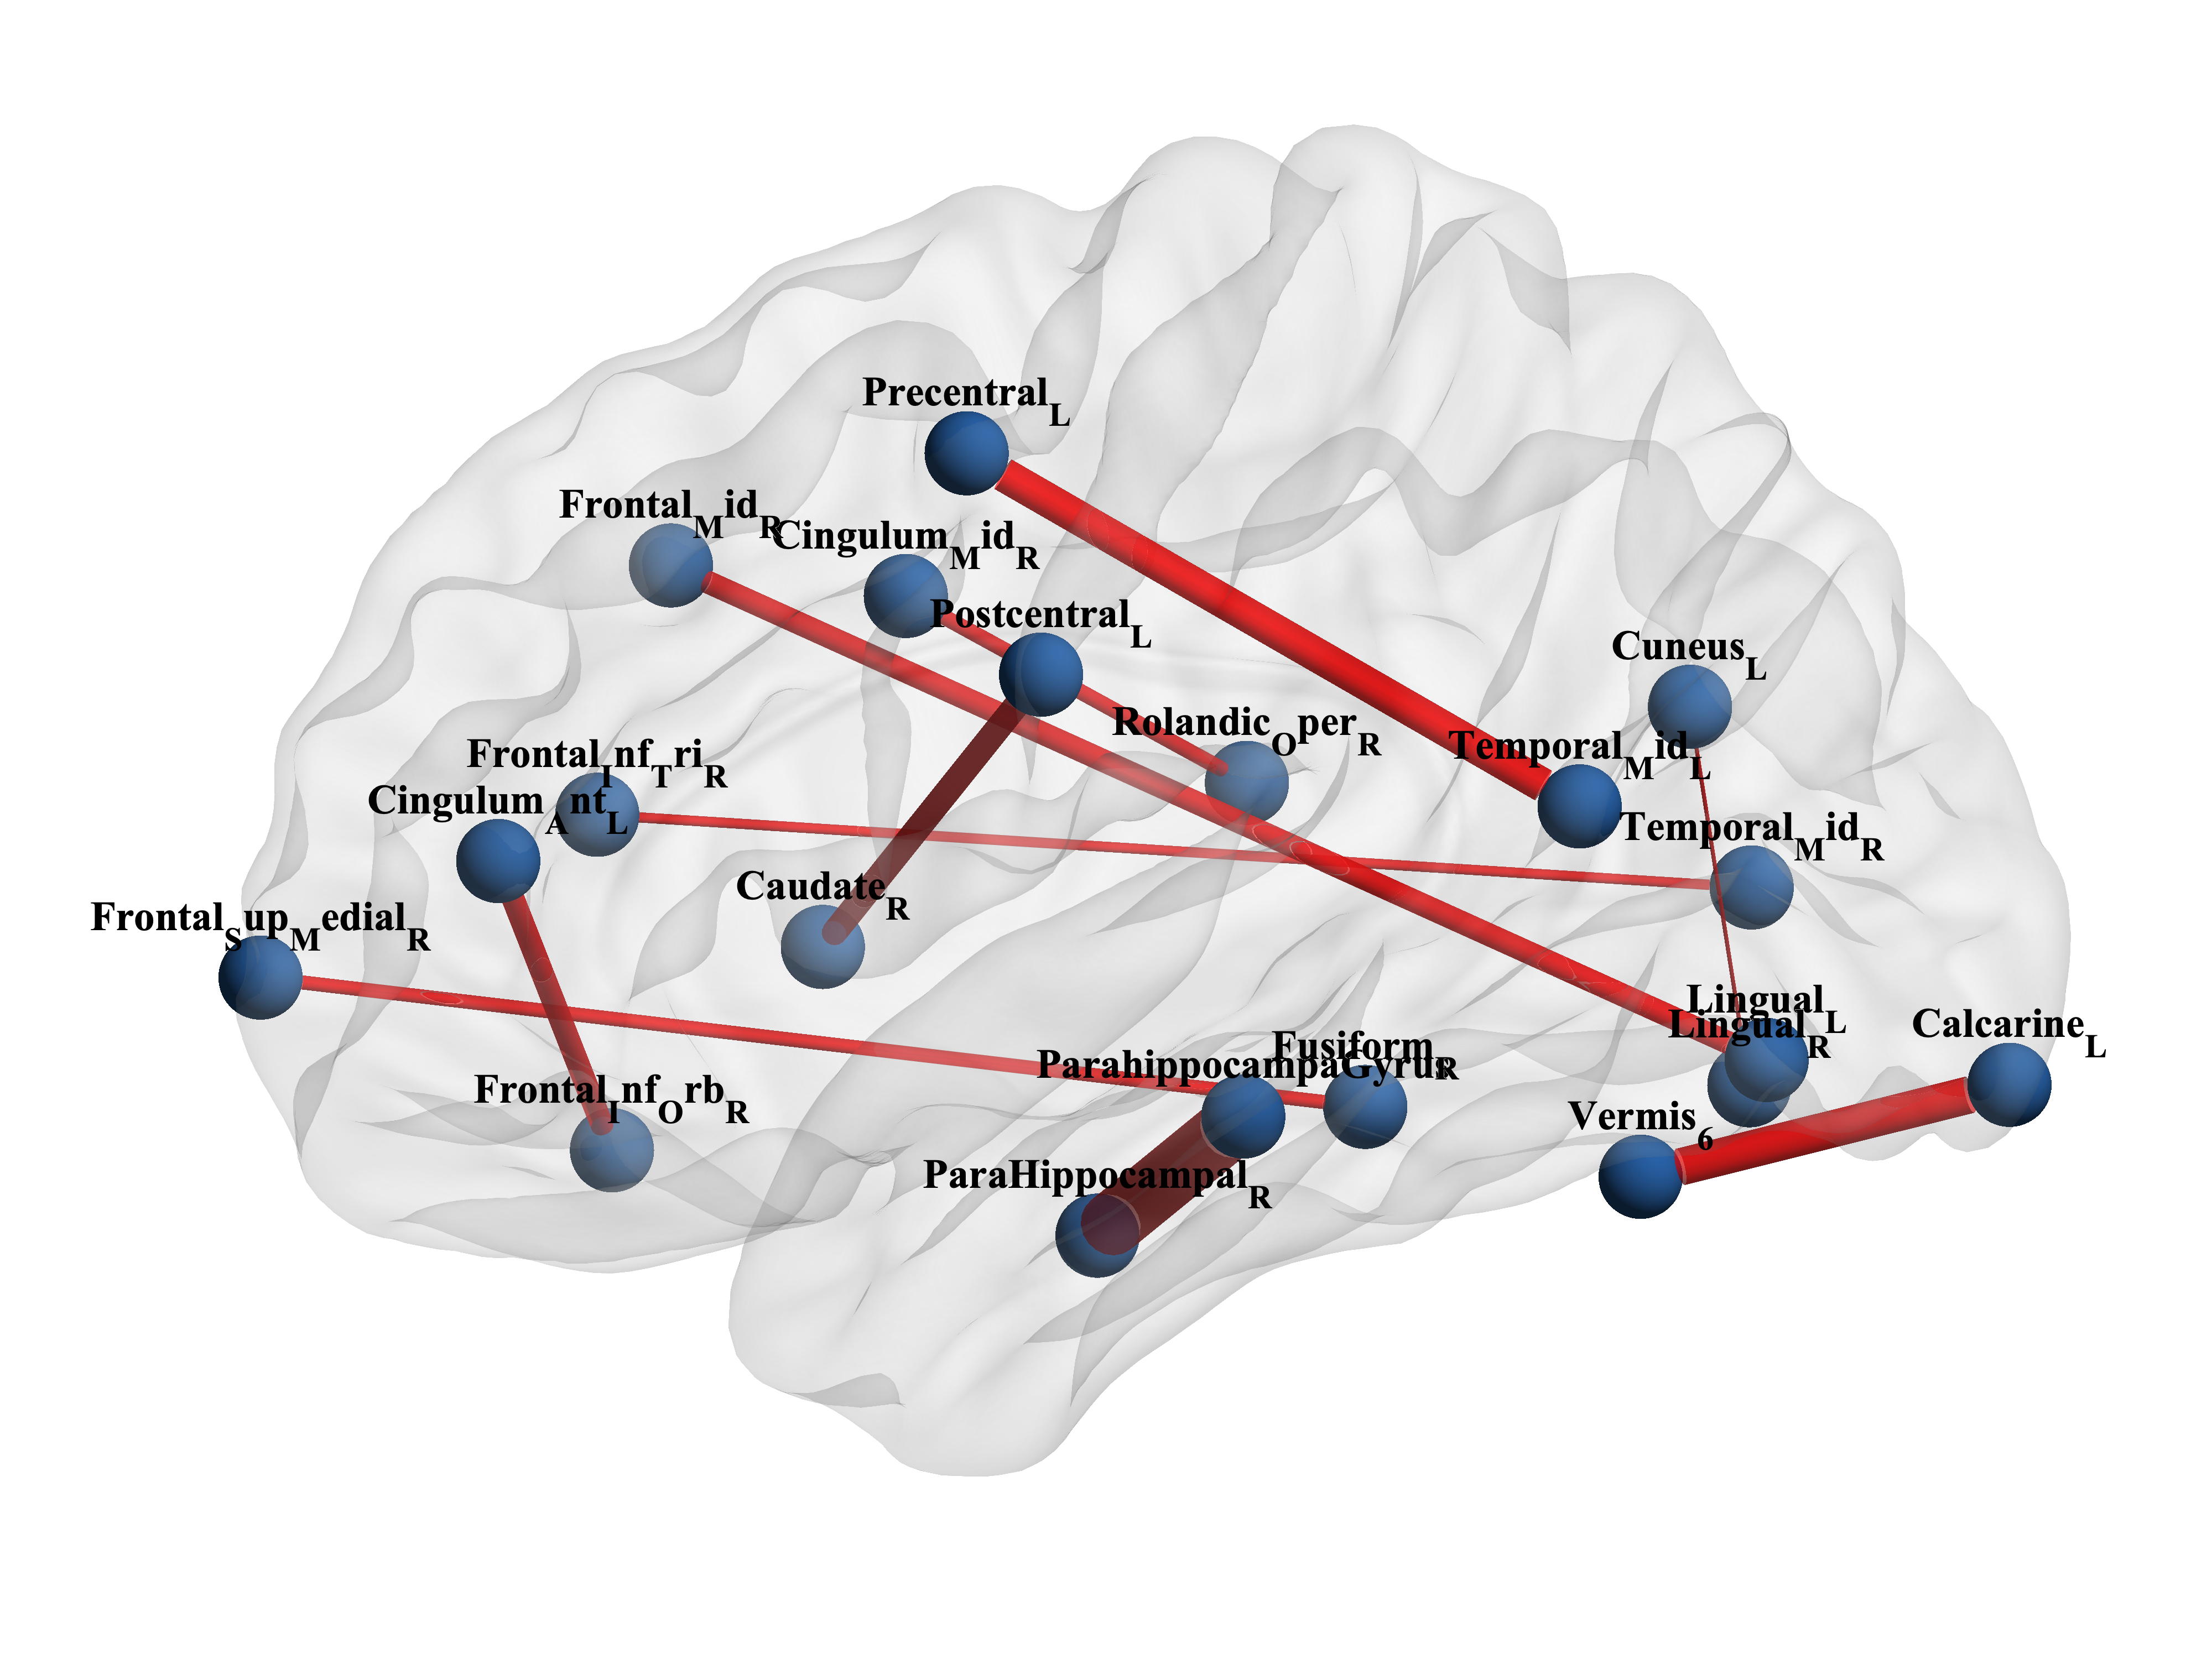 Precentral_L
Frontal_Mid_R
Cingulum_Mid_R
Postcentral_L
Cuneus_L
Rolandic_Oper_R
Temporal_Mid_L
Frontal_Inf_Tri_R
Cingulum_Ant_L
Temporal_Mid_R
Caudate_R
Frontal_Sup_Medial_R
Lingual_L
Lingual_R
Calcarine_L
Fusiform_R
ParahippocampaGyrus
Frontal_Inf_Orb_R
Vermis_6
ParaHippocampal_R